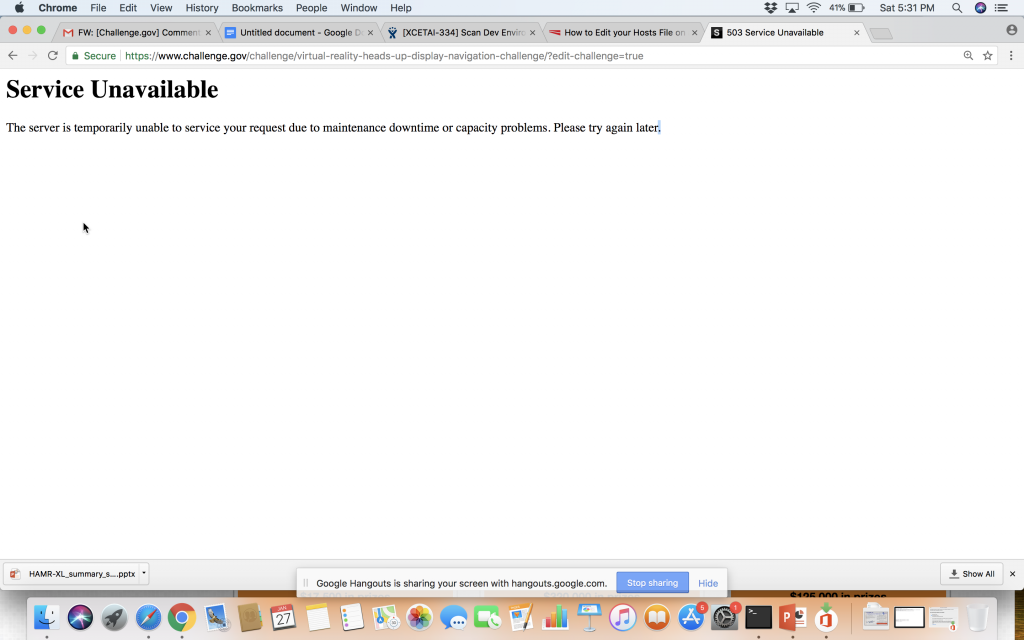 Chrome File Edit View History Bookmarks People Window Help 41% Sat 5:31 PM
FW: [Challenge.gov] Comment Untitled document - Google D [XCETAI-334] Scan Dev Envir How to Edit your Hosts File on S 503 Service Unavailable
Secure https://www.challenge.gov/challenge/virtual-reality-heads-up-display-navigation-challenge/?edit-challenge=true
Service Unavailable
The server is temporarily unable to service your request due to maintenance downtime or capacity problems. Please try again later.
HAMR-XL_summary_s....pptx Show All
Google Hangouts is sharing your screen with hangouts.google.com. Stop sharing Hide
$125,000 in prizes
JAN
27 5 1